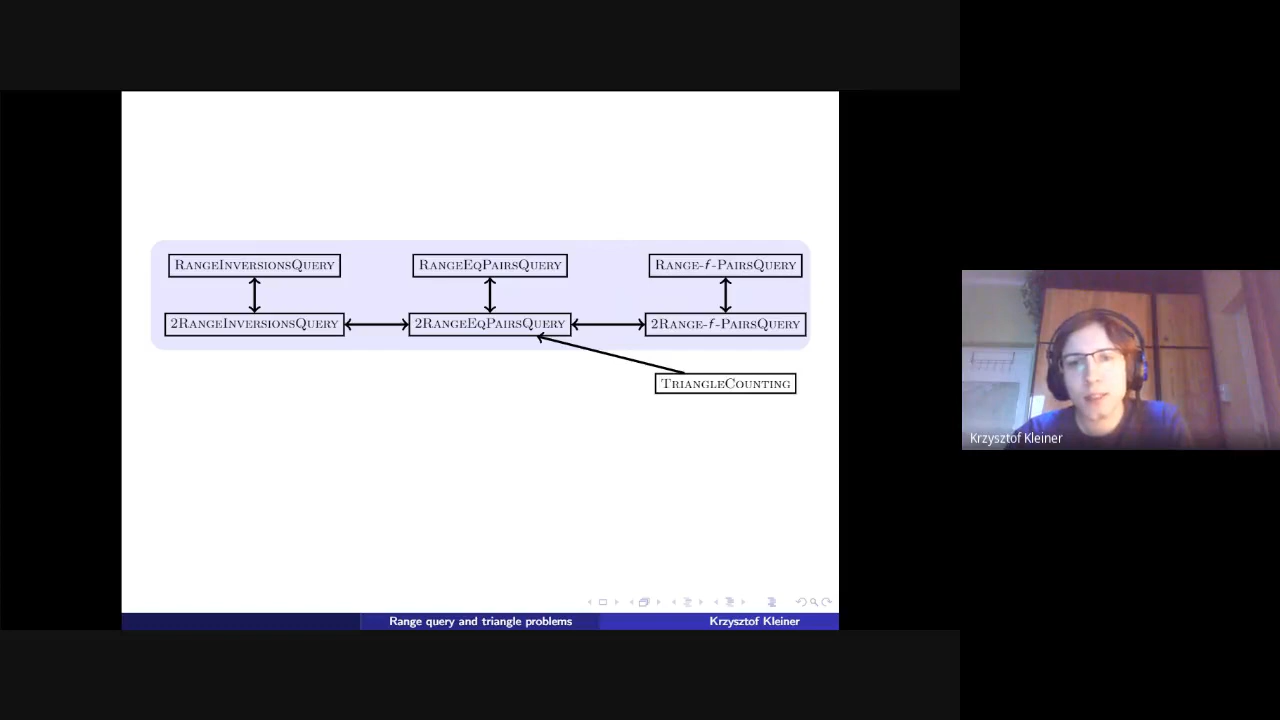 RANGEINVERSIONSQUERY RANGEEQPAIRSQUERY RANGE-f-PAIRSQUERY
2RANGEINVERSIONSQUERY 2RANGEEQPAIRSQUERY 2RANGE-f-PAIRSQUERY
TRIANGLECOUNTING
Krzysztof Kleiner
Range query and triangle problems Krzysztof Kleiner